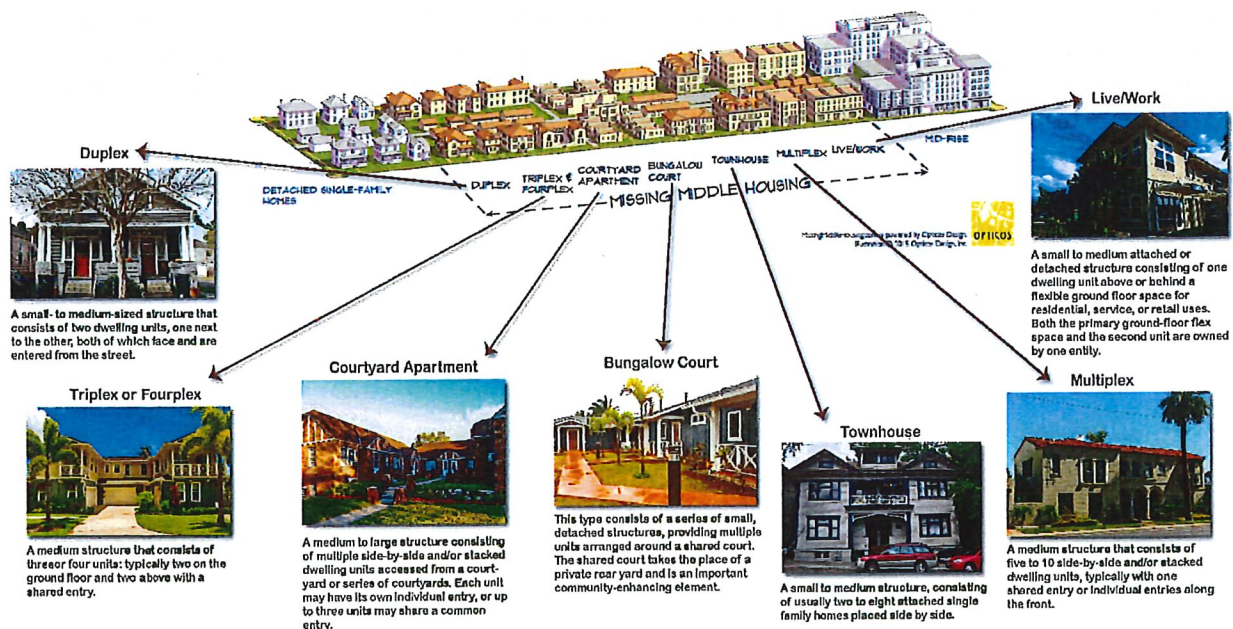 DETACHED SINGLE-FAMILY
HOMES
DUPLEX
TRIPLEX &
FOURPLEX
COURTYARD
APARTMENT
BUNGALOW
COURT
TOWNHOUSE
MULTIPLEX
LIVE/WORK
MID-RISE
MISSING MIDDLE HOUSING
OPTICOS
Duplex
A small- to medium-sized structure that
consists of two dwelling units, one next
to the other, both of which face and are
entered from the street.
Triplex or Fourplex
A medium structure that consists of
three or four units: typically two on the
ground floor and two above with a
shared entry.
Courtyard Apartment
A medium to large structure consisting
of multiple side-by-side and/or stacked
dwelling units accessed from a court-
yard or series of courtyards. Each unit
may have its own individual entry, or up
to three units may share a common
entry.
Bungalow Court
This type consists of a series of small,
detached structures, providing multiple
units arranged around a shared court.
The shared court takes the place of a
private rear yard and is an important
community-enhancing element.
Townhouse
A small to medium structure, consisting
of usually two to eight attached single
family homes placed side by side.
Multiplex
A medium structure that consists of
five to 10 side-by-side and/or stacked
dwelling units, typically with one
shared entry or individual entries along
the front.
Live/Work
A small to medium attached or
detached structure consisting of one
dwelling unit above or behind a
flexible ground floor space for
residential, service, or retail uses.
Both the primary ground-floor flex
space and the second unit are owned
by one entity.